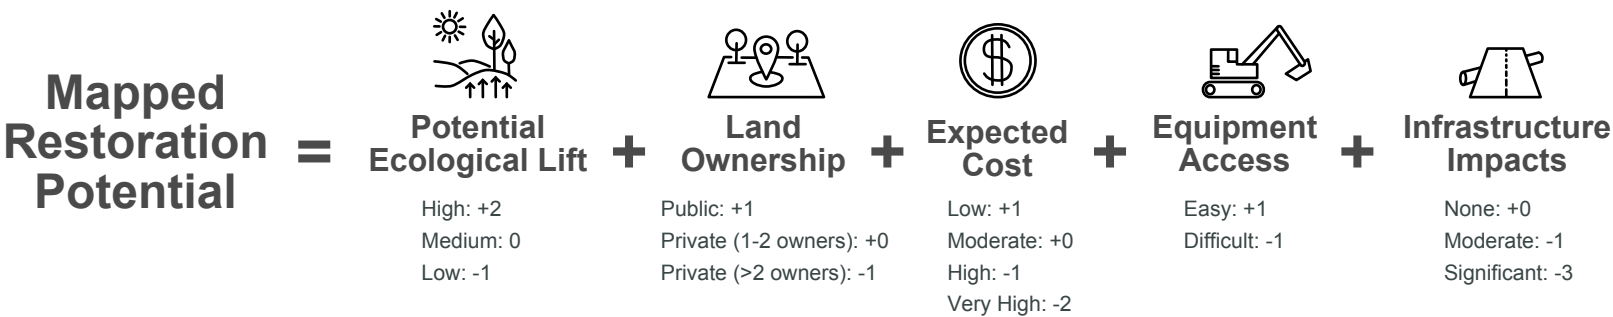 Mapped
Restoration
Potential
=
Potential
Ecological Lift
High: +2
Medium: 0
Low: -1
+
Land
Ownership
Public: +1
Private (1-2 owners): +0
Private (>2 owners): -1
+
$
Expected
Cost
Low: +1
Moderate: +0
High: -1
Very High: -2
+
Equipment
Access
Easy: +1
Difficult: -1
+
Infrastructure
Impacts
None: +0
Moderate: -1
Significant: -3